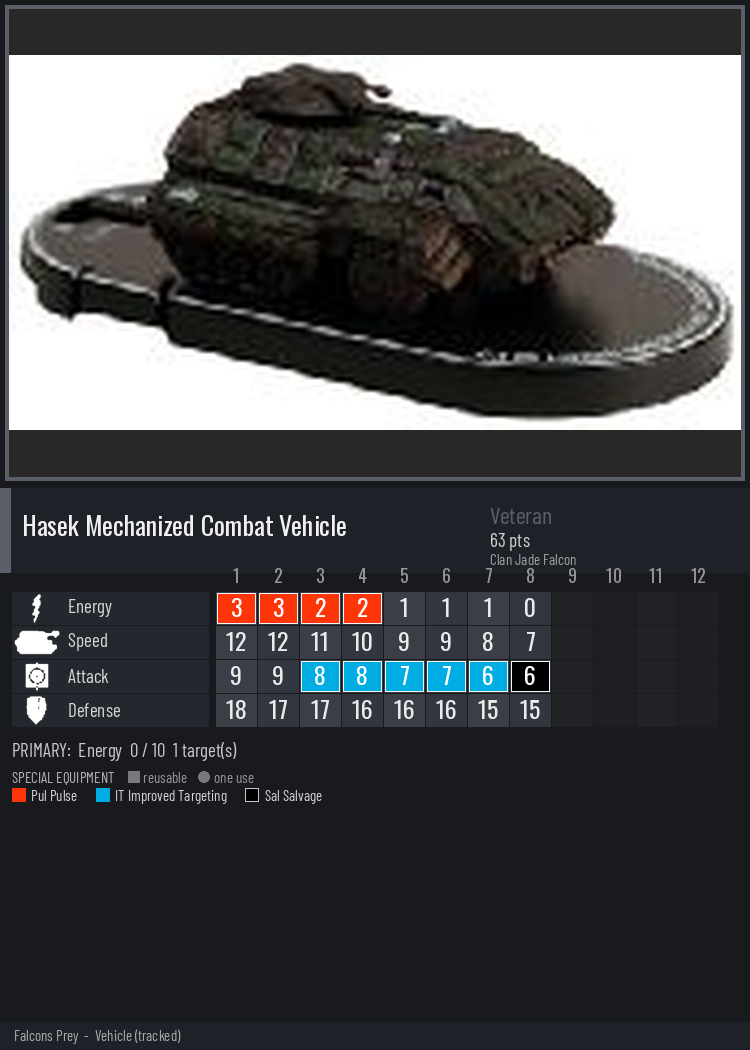 Hasek Mechanized Combat Vehicle
Veteran
63 pts
Clan Jade Falcon
1 2 3 4 5 6 7 8 9 10 11 12
Energy 3 3 2 2 1 1 1 0
Speed 12 12 11 10 9 9 8 7
Attack 9 9 8 8 7 7 6 6
Defense 18 17 17 16 16 16 15 15
PRIMARY: Energy 0 / 10 1 target(s)
SPECIAL EQUIPMENT reusable one use
Pul Pulse IT Improved Targeting Sal Salvage
Falcons Prey - Vehicle (tracked)